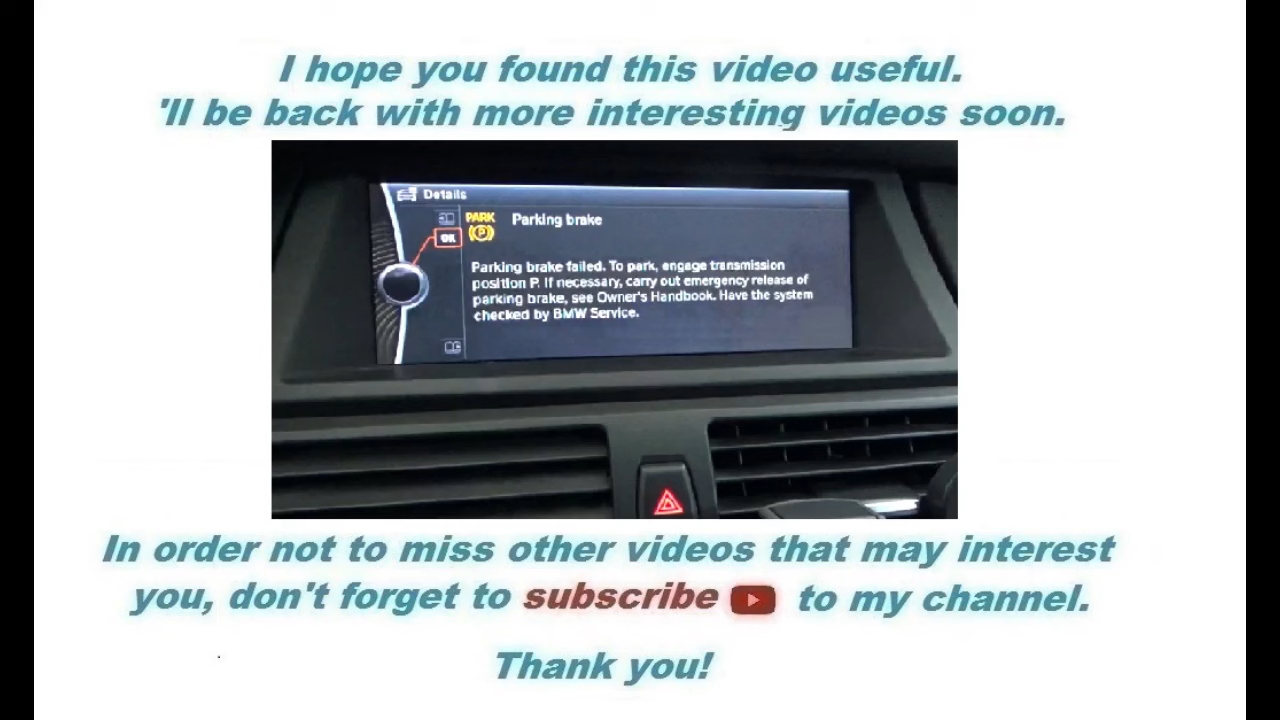 I hope you found this video useful.
'll be back with more interesting videos soon.
Details
PARK
Parking brake
OK
Parking brake failed. To park, engage transmission
position P. If necessary, carry out emergency release of
parking brake, see Owner's Handbook. Have the system
checked by BMW Service.
In order not to miss other videos that may interest
you, don't forget to subscribe to my channel.
Thank you!